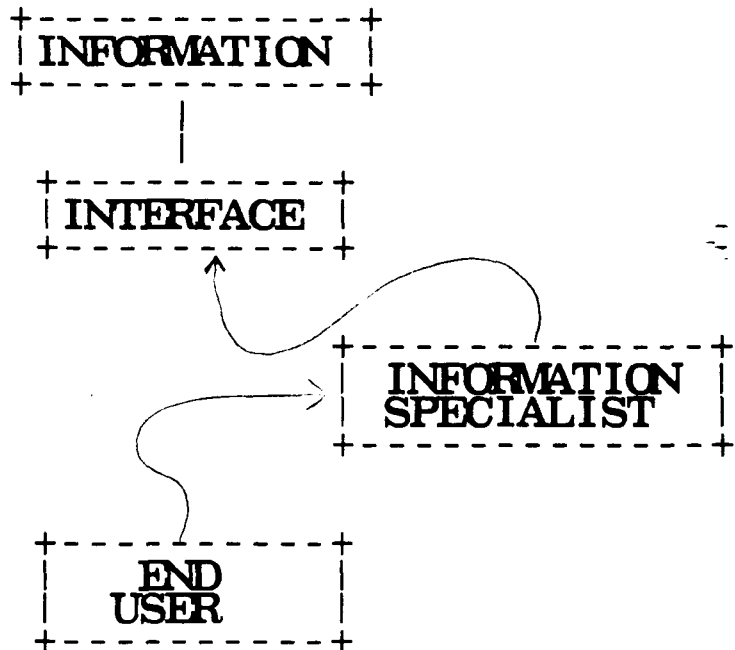 INFORMATION
INTERFACE
INFORMATION
SPECIALIST
END
USER